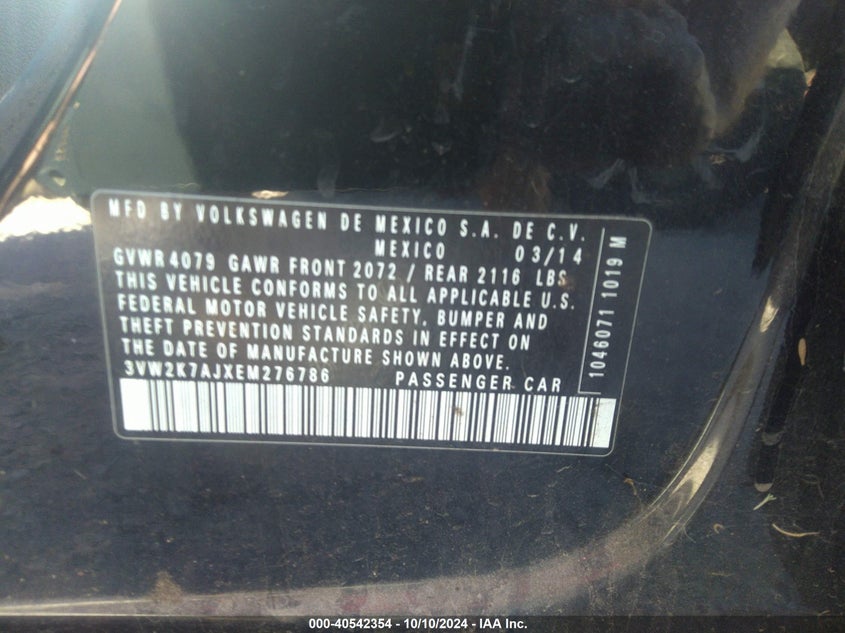 MFD BY VOLKSWAGEN DE MEXICO S.A. DE C.V.
MEXICO 03/14
GVWR 4079 GAWR FRONT 2072 / REAR 2116 LBS
THIS VEHICLE CONFORMS TO ALL APPLICABLE U.S.
FEDERAL MOTOR VEHICLE SAFETY, BUMPER AND
THEFT PREVENTION STANDARDS IN EFFECT ON
THE DATE OF MANUFACTURE SHOWN ABOVE.
3VW2K7AJXEM276786 PASSENGER CAR
1046071 1019 M
000-40542354 - 10/10/2024 - IAA Inc.